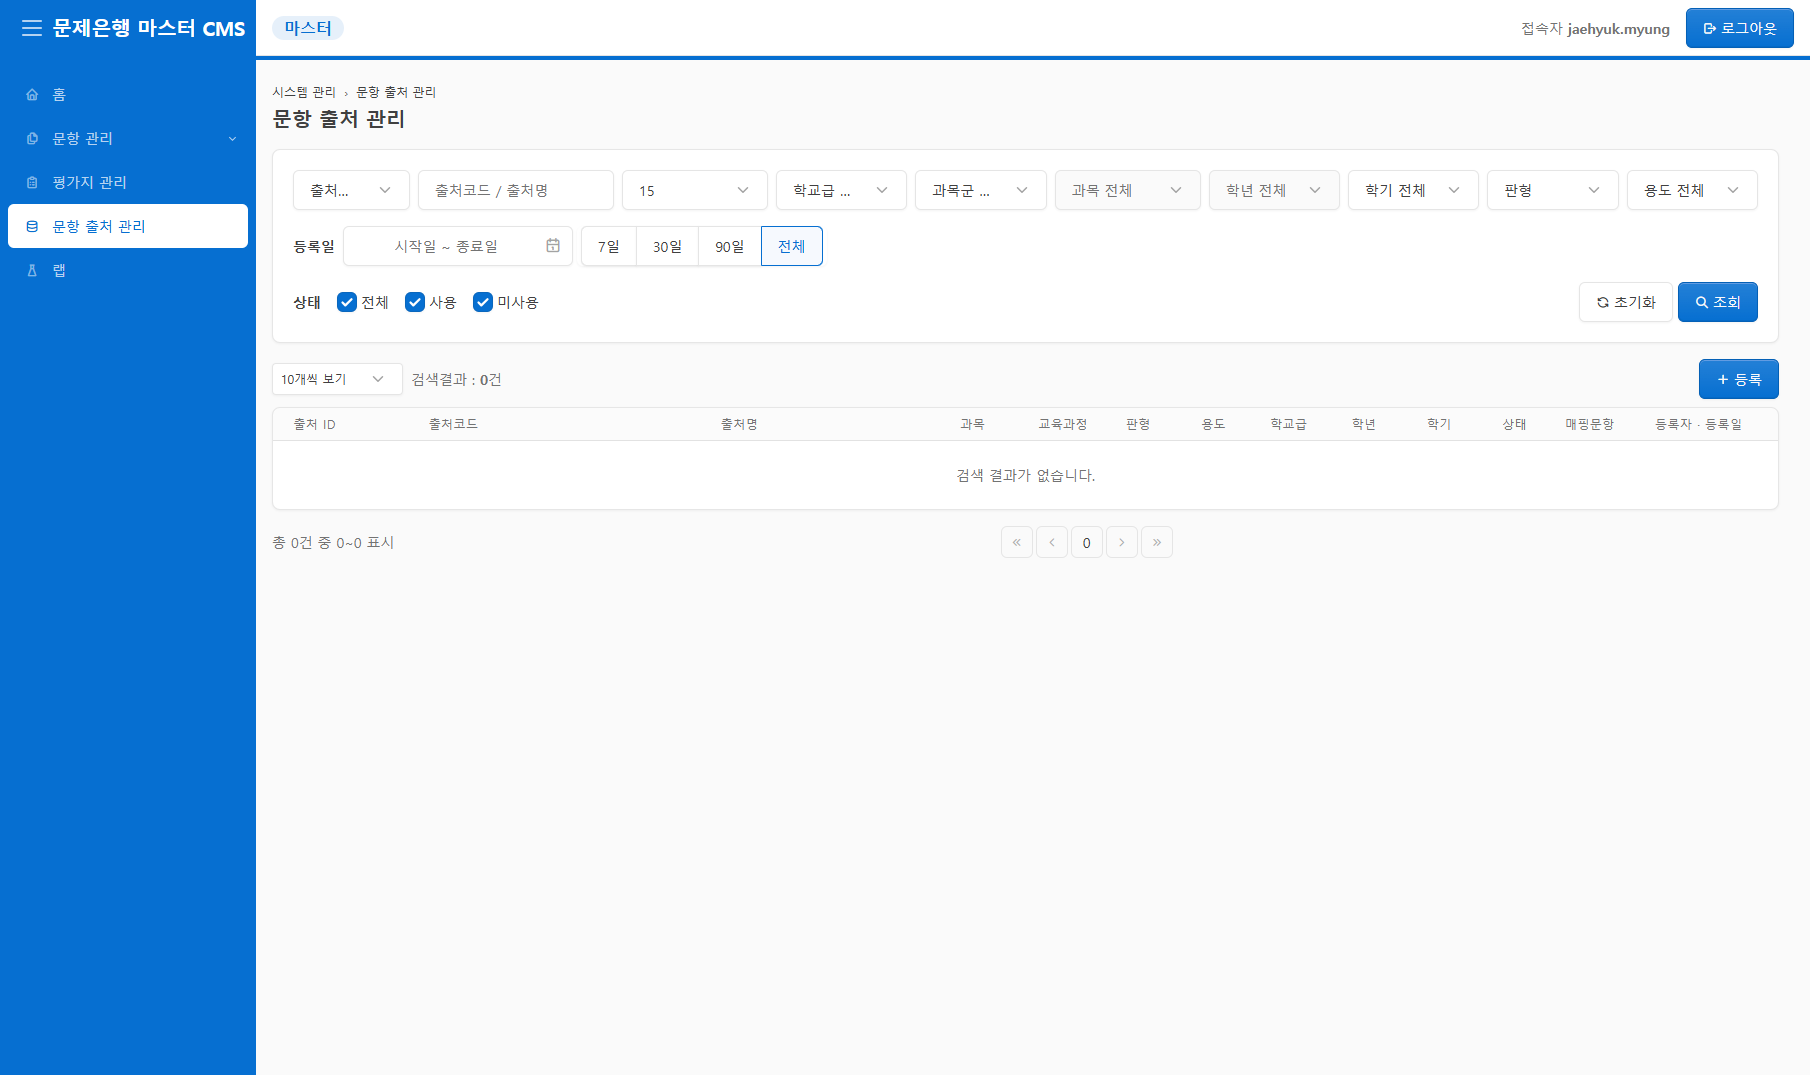 문제은행 마스터 CMS
마스터
접속자 jaehyuk.myung
로그아웃
홈
문항 관리
평가지 관리
문항 출처 관리
랩
시스템 관리 › 문항 출처 관리
문항 출처 관리
출처... 출처코드 / 출처명 15 학교급 ... 과목군 ... 과목 전체 학년 전체 학기 전체 판형 용도 전체
등록일 시작일 ~ 종료일 7일 30일 90일 전체
상태 전체 사용 미사용 초기화 조회
10개씩 보기 검색결과 : 0건 + 등록
출처 ID 출처코드 출처명 과목 교육과정 판형 용도 학교급 학년 학기 상태 매핑문항 등록자 · 등록일
검색 결과가 없습니다.
총 0건 중 0~0 표시 « ‹ 0 › »